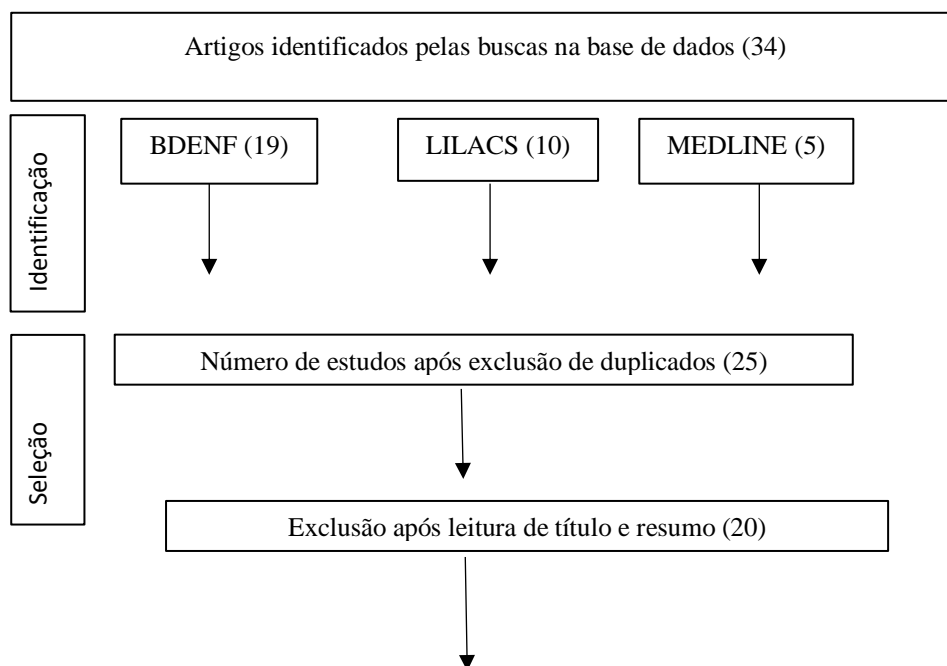 Artigos identificados pelas buscas na base de dados (34)
Identificação
BDENF (19)
LILACS (10)
MEDLINE (5)
Seleção
Número de estudos após exclusão de duplicados (25)
Exclusão após leitura de título e resumo (20)